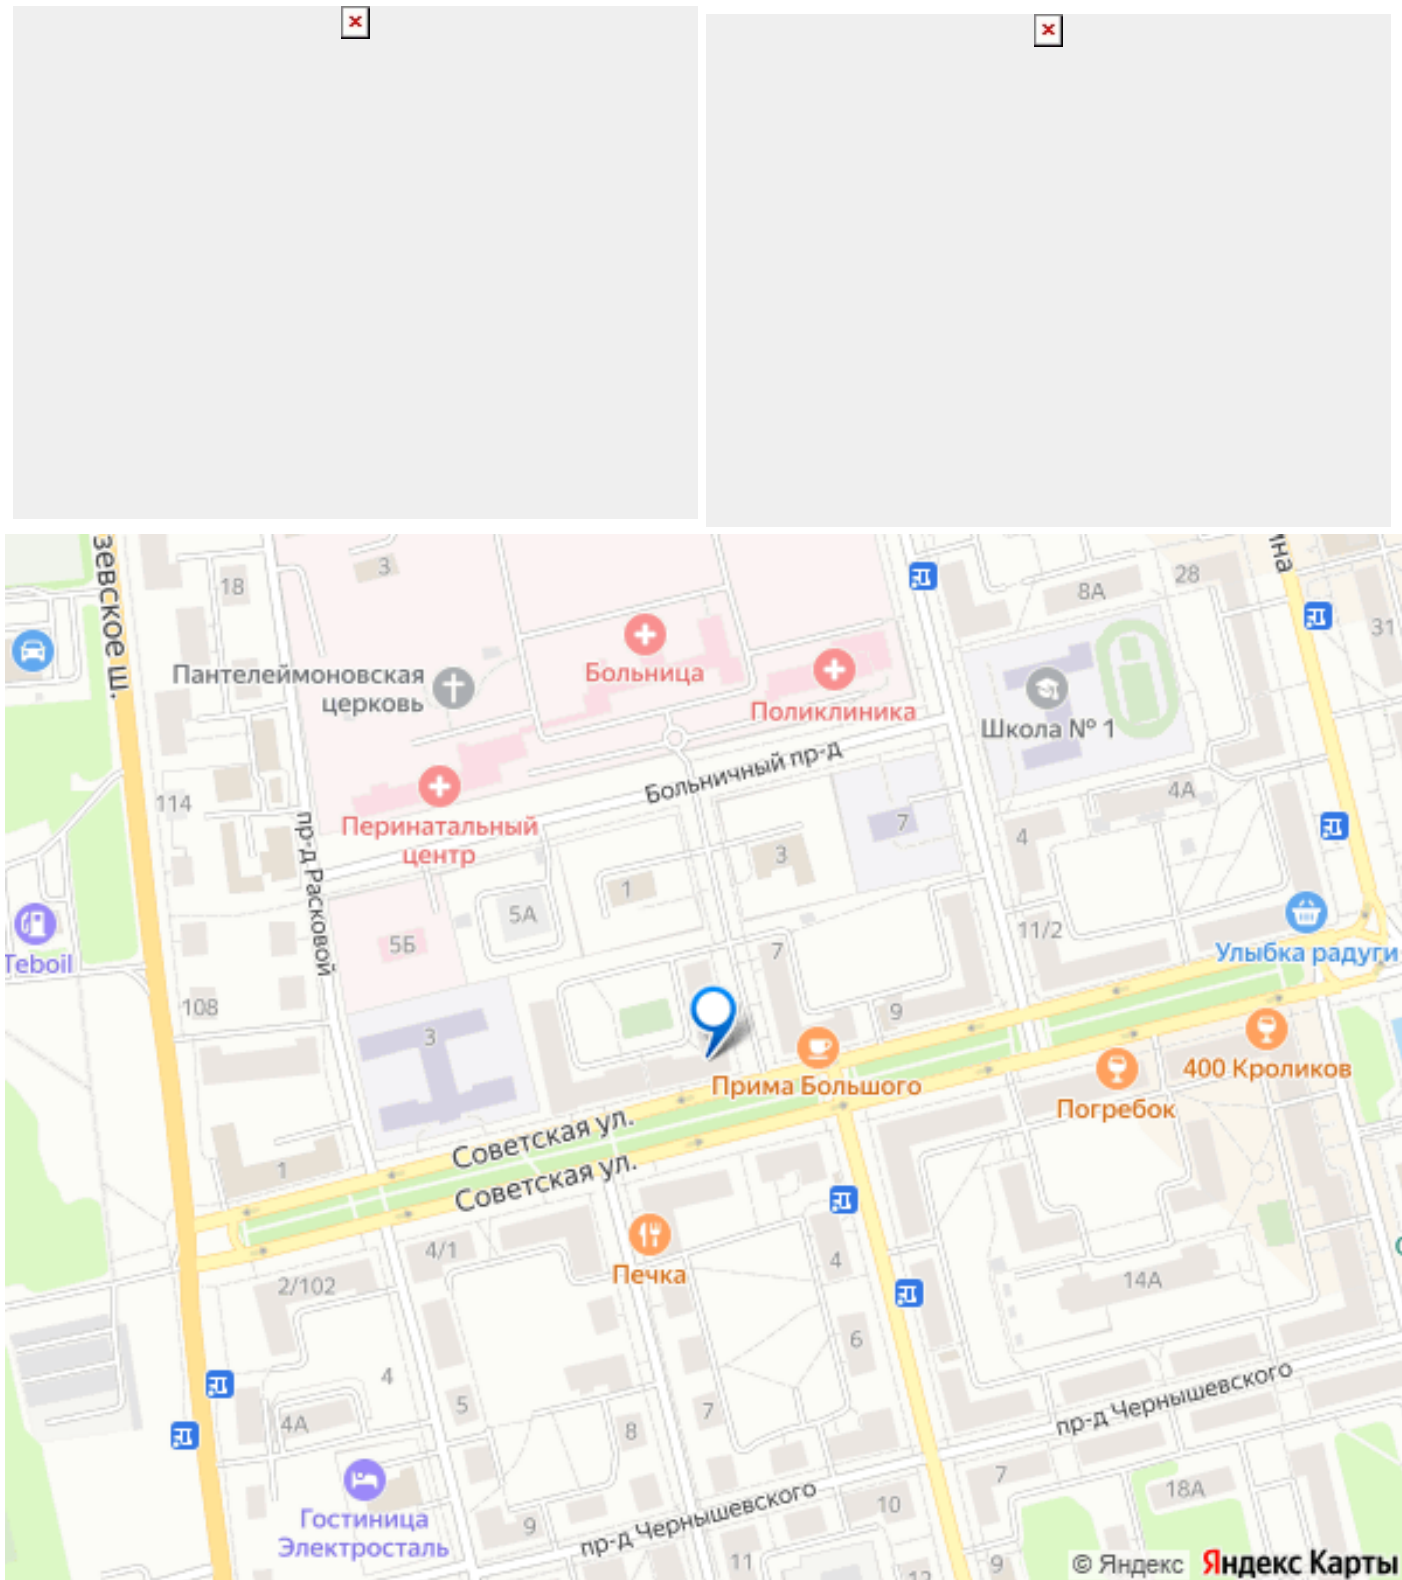 зевское ш.
18
3
8А
28
ина
31
Пантелеймоновская
церковь
Больница
Поликлиника
Школа № 1
Больничный пр-д
114
Перинатальный
центр
пр-д Расковой
7
4
4А
3
1
5А
5Б
Teboil
108
7
11/2
Улыбка радуги
9
3
Прима Большого
400 Кроликов
Погребок
Советская ул.
Советская ул.
1
4/1
2/102
Печка
4
14А
6
4
5
4А
7
8
пр-д Чернышевского
Гостиница
Электросталь
9
пр-д Чернышевского
10
7
18А
11
12
9
© Яндекс Яндекс Карты